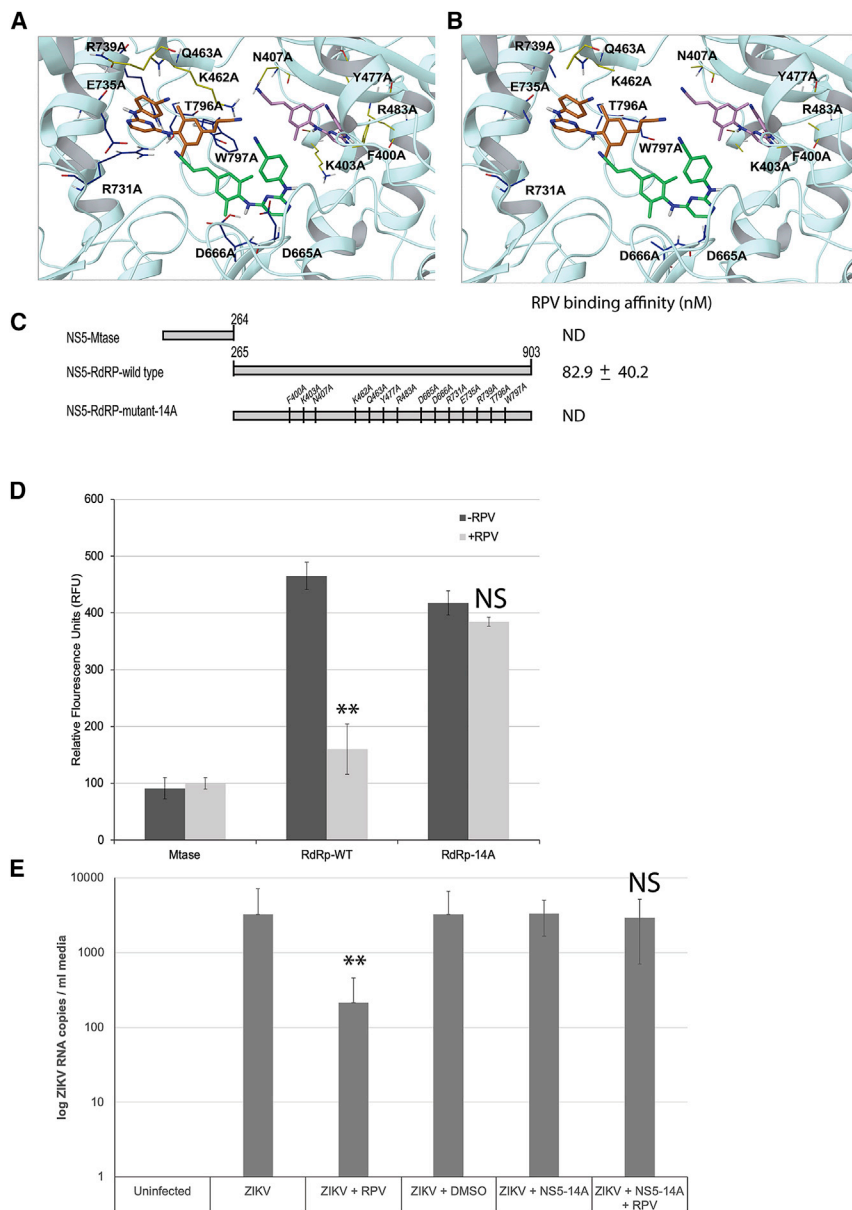 A
R739A
Q463A
N407A
K462A
Y477A
E735A
T796A
R483A
W797A
F400A
K403A
R731A
D666A
D665A
B
R739A
Q463A
N407A
K462A
Y477A
E735A
T796A
R483A
W797A
F400A
K403A
R731A
D666A
D665A
RPV binding affinity (nM)
C
264
NS5-Mtase
ND
265
903
NS5-RdRP-wild type
82.9 ± 40.2
F400A K403A N407A K462A Q463A Y477A R483A D665A D666A R731A E735A R739A T796A W797A
NS5-RdRP-mutant-14A
ND
D
Relative Flourescence Units (RFU)
600
500
400
300
200
100
0
-RPV
+RPV
**
NS
Mtase
RdRp-WT
RdRp-14A
E
log ZIKV RNA copies / ml media
10000
1000
100
10
1
**
NS
Uninfected
ZIKV
ZIKV + RPV
ZIKV + DMSO
ZIKV + NS5-14A
ZIKV + NS5-14A
+ RPV